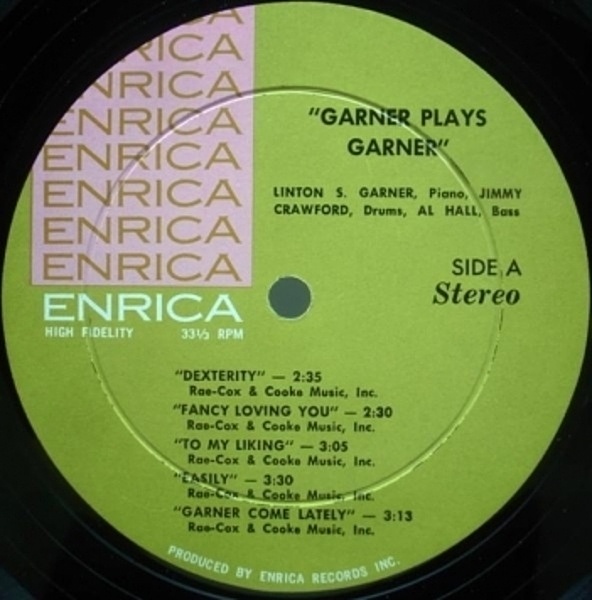 ENRICA
ENRICA
ENRICA
ENRICA
ENRICA
ENRICA
ENRICA
ENRICA
ENRICA
HIGH FIDELITY 33⅓ RPM
"GARNER PLAYS
GARNER"
LINTON S. GARNER, Piano, JIMMY
CRAWFORD, Drums, AL HALL, Bass
SIDE A
Stereo
"DEXTERITY" — 2:35
Rae-Cox & Cooke Music, Inc.
"FANCY LOVING YOU" — 2:30
Rae-Cox & Cooke Music, Inc.
"TO MY LIKING" — 3:05
Rae-Cox & Cooke Music, Inc.
"EASILY" — 3:30
Rae-Cox & Cooke Music, Inc.
"GARNER COME LATELY" — 3:13
Rae-Cox & Cooke Music, Inc.
PRODUCED BY ENRICA RECORDS INC.